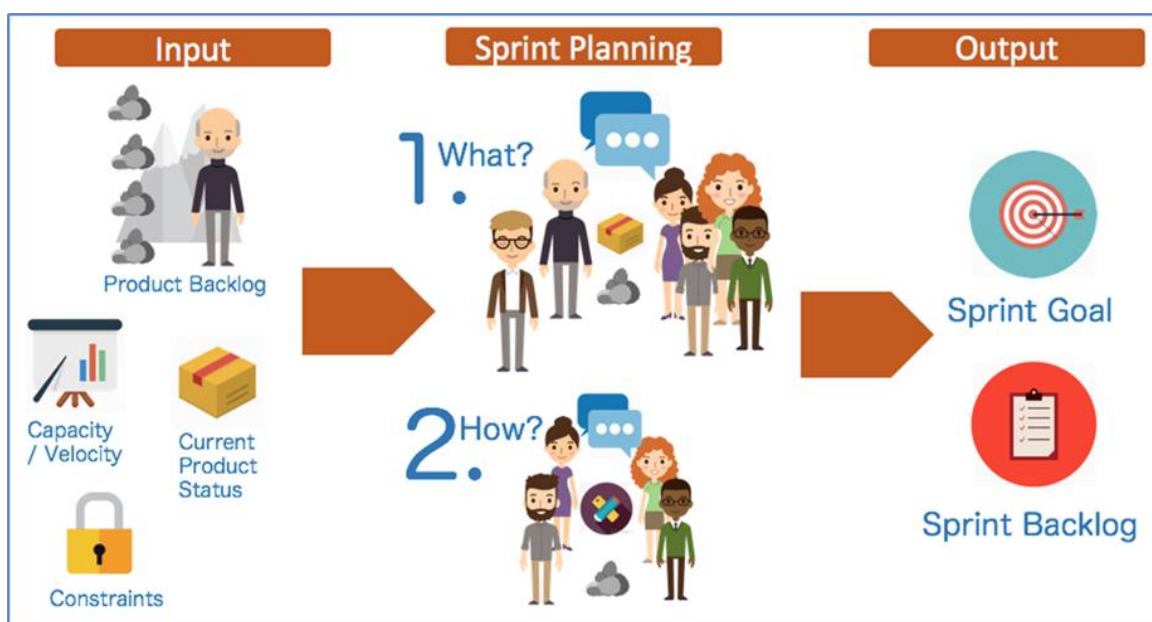 Input
Product Backlog
Capacity
/ Velocity
Current
Product
Status
Constraints
Sprint Planning
1. What?
2. How?
Output
Sprint Goal
Sprint Backlog